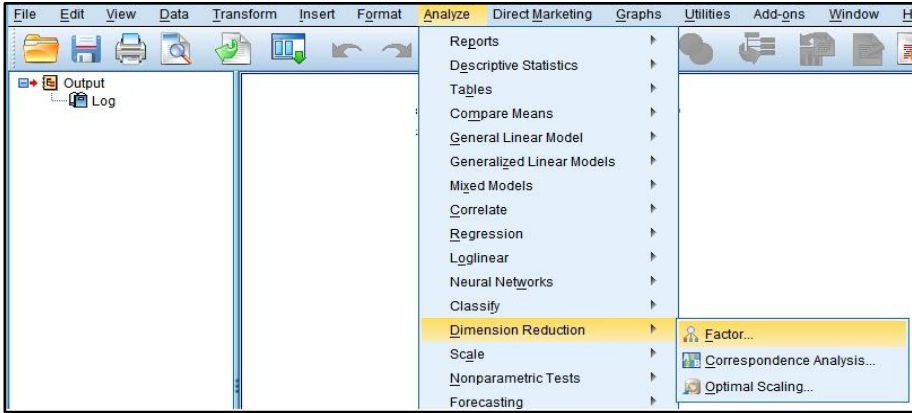 File Edit View Data Transform Insert Format Analyze Direct Marketing Graphs Utilities Add-ons Window H
Output
Log
Reports
Descriptive Statistics
Tables
Compare Means
General Linear Model
Generalized Linear Models
Mixed Models
Correlate
Regression
Loglinear
Neural Networks
Classify
Dimension Reduction
Factor...
Scale
Correspondence Analysis...
Nonparametric Tests
Optimal Scaling...
Forecasting